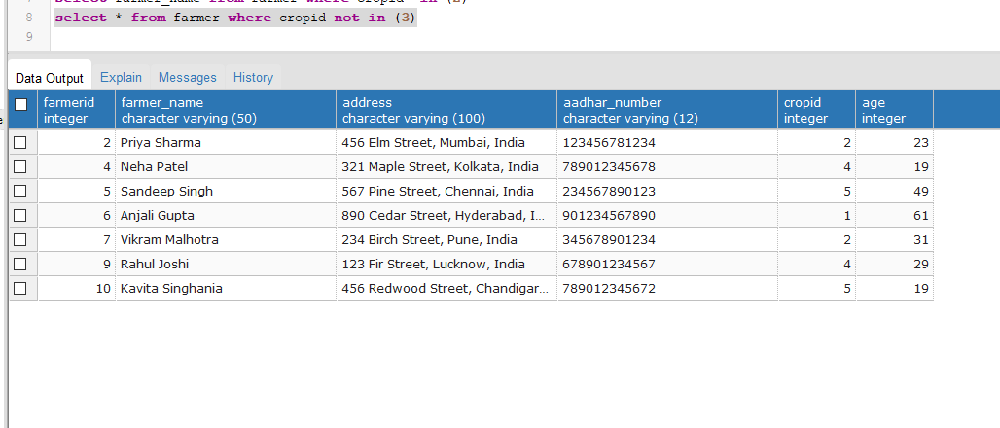 8 select * from farmer where cropid not in (3)
9
Data Output Explain Messages History
farmerid farmer_name address aadhar_number cropid age
integer character varying (50) character varying (100) character varying (12) integer integer
2 Priya Sharma 456 Elm Street, Mumbai, India 123456781234 2 23
4 Neha Patel 321 Maple Street, Kolkata, India 789012345678 4 19
5 Sandeep Singh 567 Pine Street, Chennai, India 234567890123 5 49
6 Anjali Gupta 890 Cedar Street, Hyderabad, I... 901234567890 1 61
7 Vikram Malhotra 234 Birch Street, Pune, India 345678901234 2 31
9 Rahul Joshi 123 Fir Street, Lucknow, India 678901234567 4 29
10 Kavita Singhania 456 Redwood Street, Chandigar... 789012345672 5 19